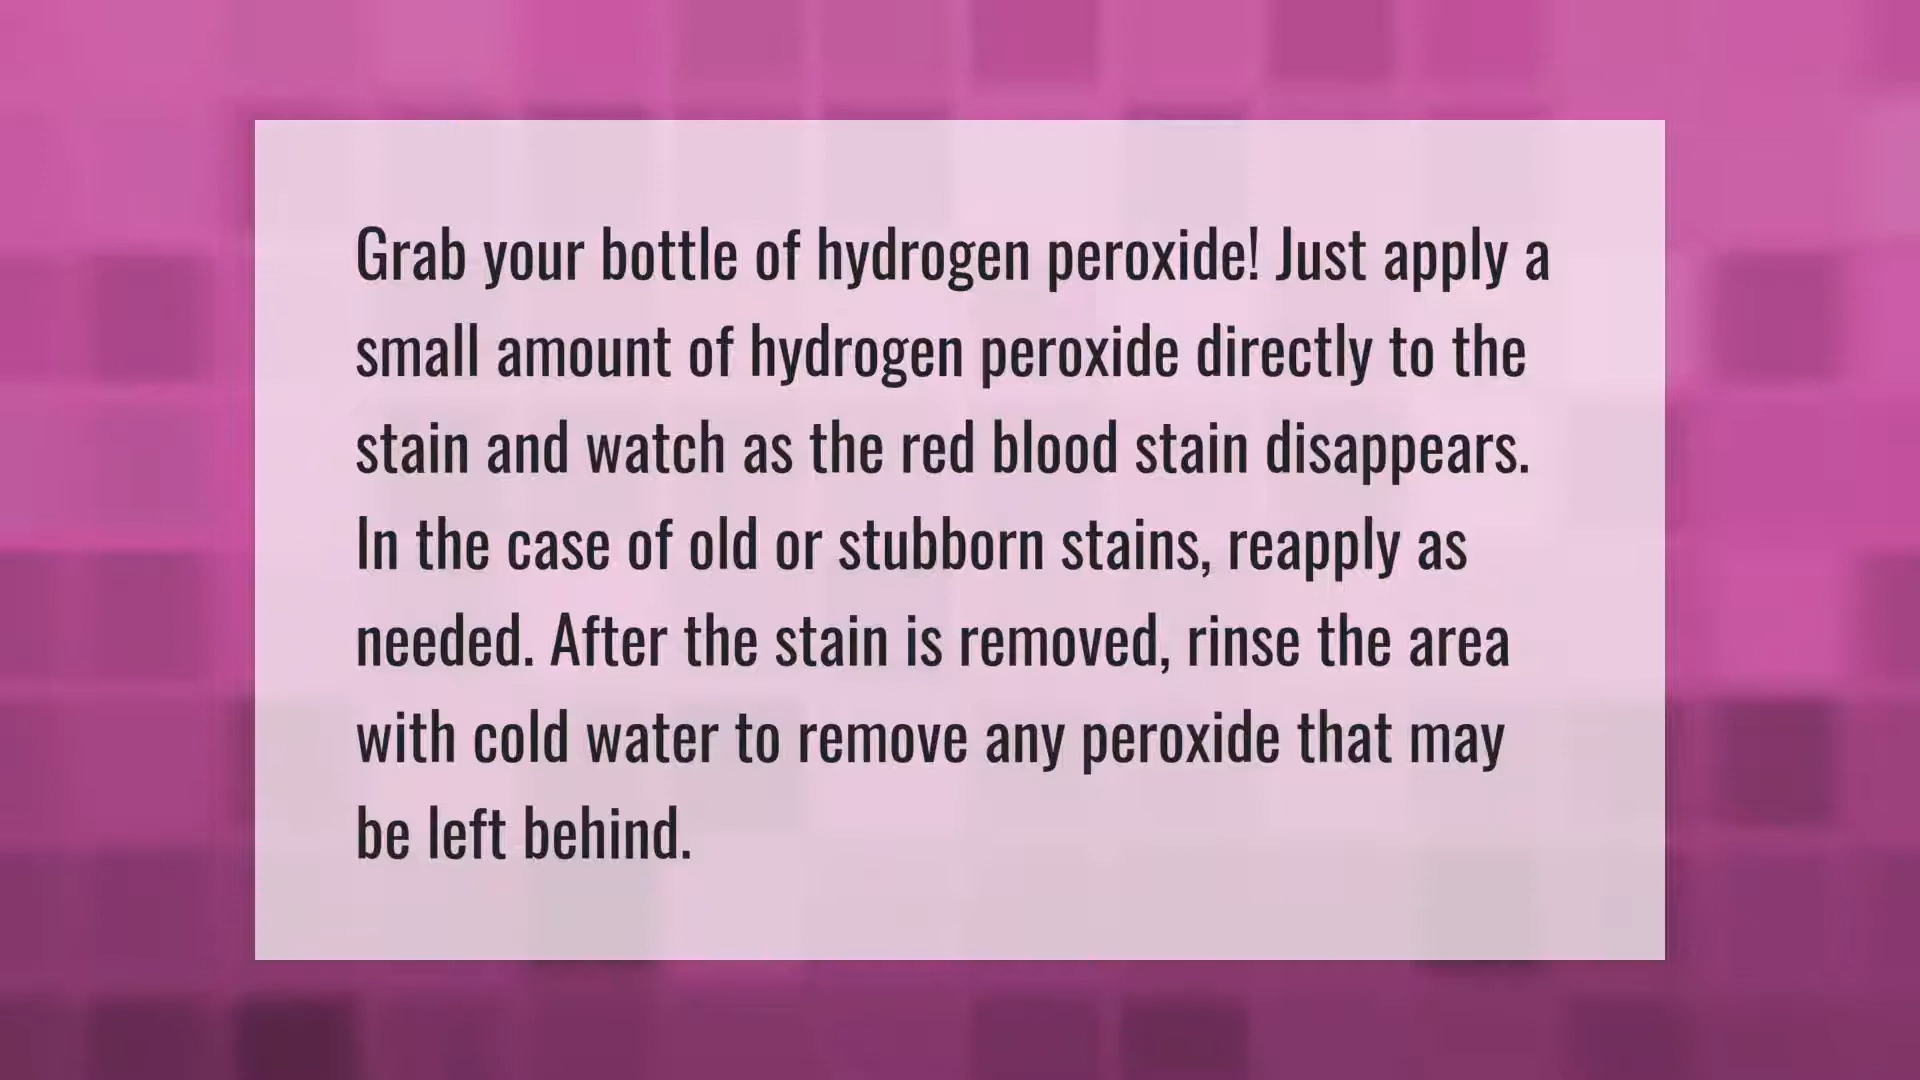 Grab your bottle of hydrogen peroxide! Just apply a
small amount of hydrogen peroxide directly to the
stain and watch as the red blood stain disappears.
In the case of old or stubborn stains, reapply as
needed. After the stain is removed, rinse the area
with cold water to remove any peroxide that may
be left behind.